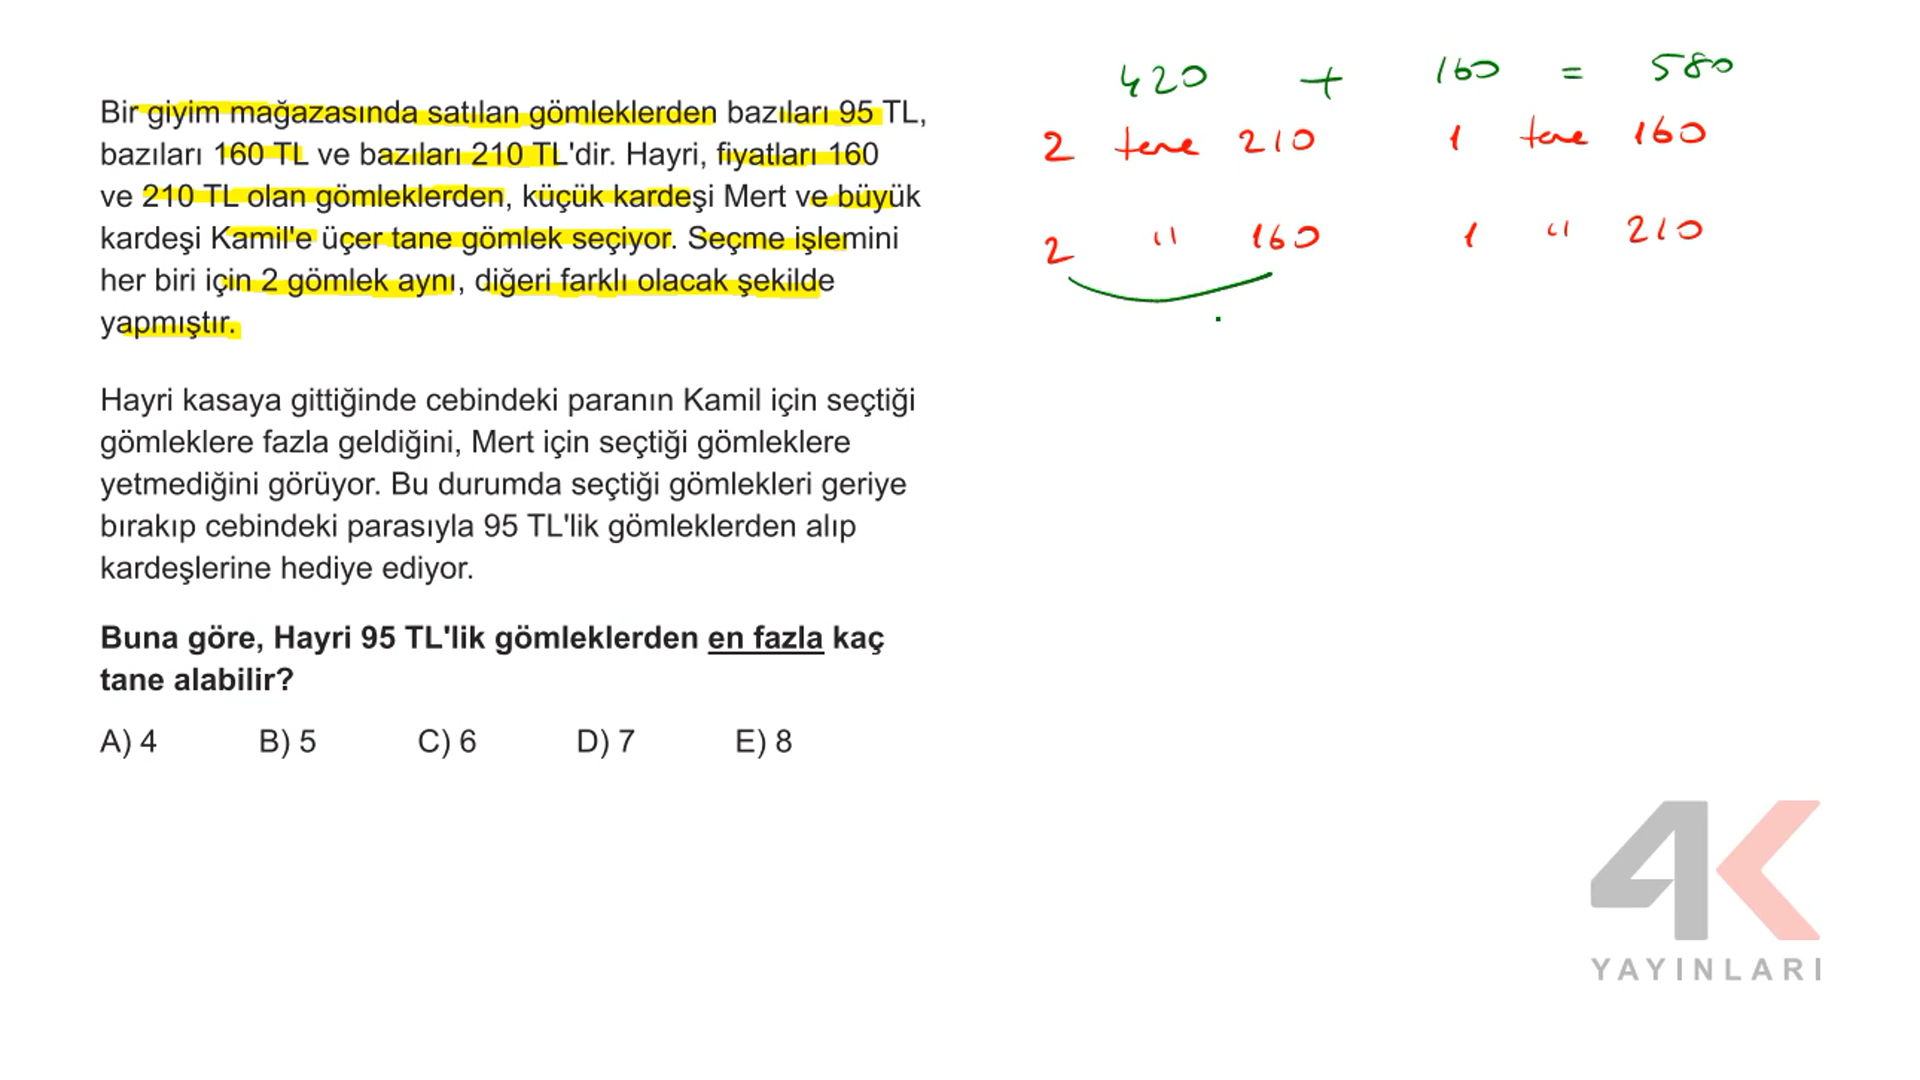 Bir giyim mağazasında satılan gömleklerden bazıları 95 TL,
bazıları 160 TL ve bazıları 210 TL'dir. Hayri, fiyatları 160
ve 210 TL olan gömleklerden, küçük kardeşi Mert ve büyük
kardeşi Kamil'e üçer tane gömlek seçiyor. Seçme işlemini
her biri için 2 gömlek aynı, diğeri farklı olacak şekilde
yapmıştır.
Hayri kasaya gittiğinde cebindeki paranın Kamil için seçtiği
gömleklere fazla geldiğini, Mert için seçtiği gömleklere
yetmediğini görüyor. Bu durumda seçtiği gömlekleri geriye
bırakıp cebindeki parasıyla 95 TL'lik gömleklerden alıp
kardeşlerine hediye ediyor.
Buna göre, Hayri 95 TL'lik gömleklerden en fazla kaç
tane alabilir?
A) 4 B) 5 C) 6 D) 7 E) 8
420 + 160 = 580
2 tane 210 1 tane 160
2 " 160 1 " 210
4K
YAYINLARI